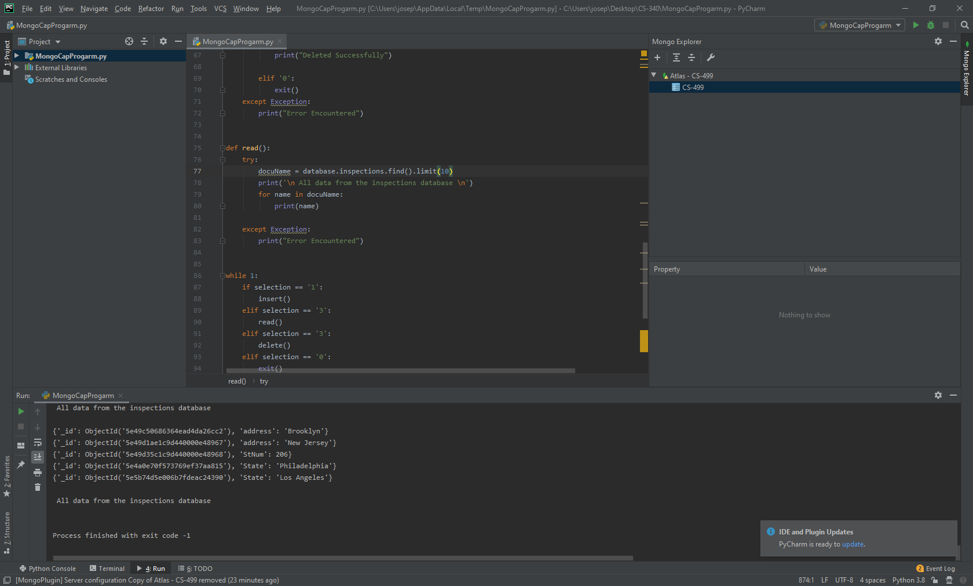 File Edit View Navigate Code Refactor Run Tools VCS Window Help MongoCapProgarm.py [C:\Users\josep\AppData\Local\Temp\MongoCapProgarm.py] - C:\Users\josep\Desktop\CS-340\MongoCapProgarm.py - PyCharm
MongoCapProgarm.py
MongoCapProgarm
1: Project
Project
MongoCapProgarm.py
External Libraries
Scratches and Consoles
MongoCapProgarm.py
67 print("Deleted Successfully")
68
69 elif '0':
70 exit()
71 except Exception:
72 print("Error Encountered")
73
74
75 def read():
76 try:
77 docuName = database.inspections.find().limit(10)
78 print('\n All data from the inspections database \n')
79 for name in docuName:
80 print(name)
81
82 except Exception:
83 print("Error Encountered")
84
85
86 while 1:
87 if selection == '1':
88 insert()
89 elif selection == '3':
90 read()
91 elif selection == '3':
92 delete()
93 elif selection == '0':
94 exit()
read() › try
Mongo Explorer
Atlas - CS-499
CS-499
Property Value
Nothing to show
Mongo Explorer
Run: MongoCapProgarm
All data from the inspections database
{'_id': ObjectId('5e49c50686364ead4da26cc2'), 'address': 'Brooklyn'}
{'_id': ObjectId('5e49d1ae1c9d440000e48967'), 'address': 'New Jersey'}
{'_id': ObjectId('5e49d35c1c9d440000e48968'), 'StNum': 206}
{'_id': ObjectId('5e4a0e70f573769ef37aa815'), 'State': 'Philadelphia'}
{'_id': ObjectId('5e5b74d5e006b7fdeac24390'), 'State': 'Los Angeles'}
All data from the inspections database
Process finished with exit code -1
2: Favorites
7: Structure
IDE and Plugin Updates
PyCharm is ready to update.
Python Console Terminal 4: Run 6: TODO 2 Event Log
[MongoPlugin] Server configuration Copy of Atlas - CS-499 removed (23 minutes ago) 874:1 LF UTF-8 4 spaces Python 3.8